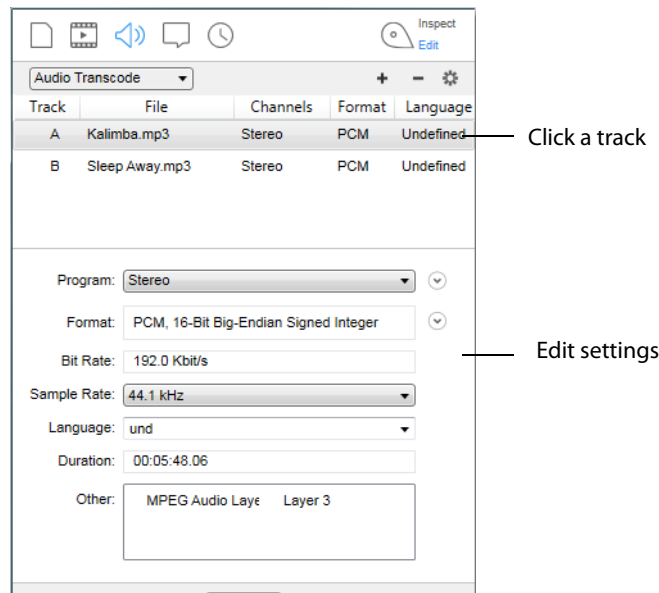 Inspect
Edit
Audio Transcode
Track File Channels Format Language
A Kalimba.mp3 Stereo PCM Undefined
Click a track
B Sleep Away.mp3 Stereo PCM Undefined
Program: Stereo
Format: PCM, 16-Bit Big-Endian Signed Integer
Edit settings
Bit Rate: 192.0 Kbit/s
Sample Rate: 44.1 kHz
Language: und
Duration: 00:05:48.06
Other: MPEG Audio Laye Layer 3